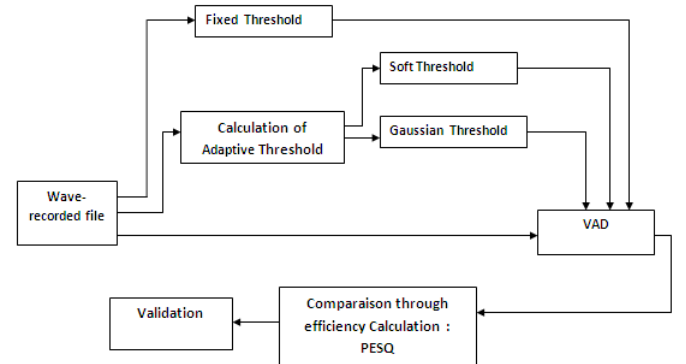 Fixed Threshold
Soft Threshold
Calculation of
Adaptive Threshold
Gaussian Threshold
Wave-
recorded file
VAD
Validation
Comparaison through
efficiency Calculation :
PESQ